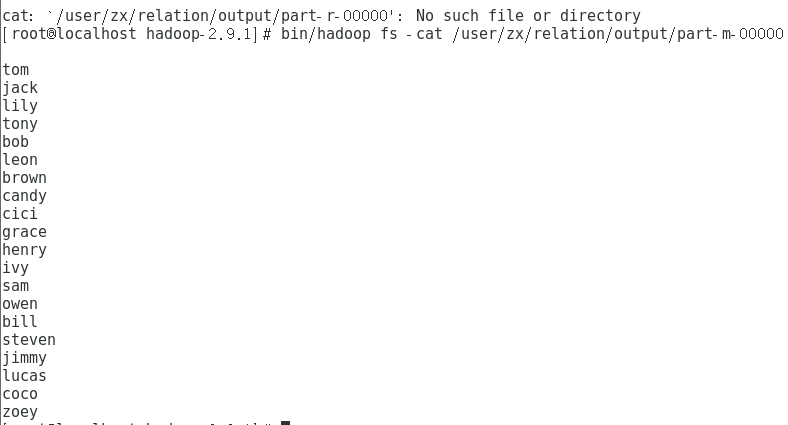 cat: `/user/zx/relation/output/part-r-00000': No such file or directory
[root@localhost hadoop-2.9.1]# bin/hadoop fs -cat /user/zx/relation/output/part-m-00000
tom
jack
lily
tony
bob
leon
brown
candy
cici
grace
henry
ivy
sam
owen
bill
steven
jimmy
lucas
coco
zoey